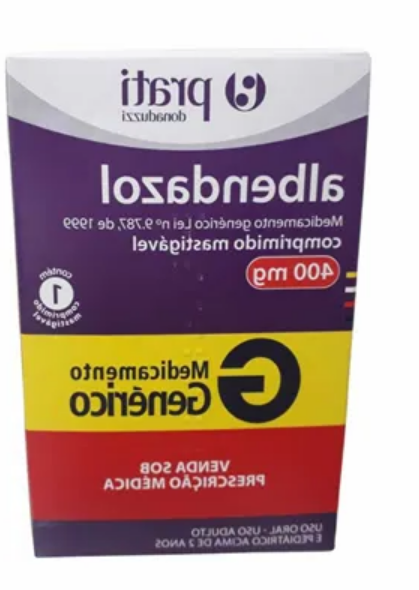 prati
donaduzzi
albendazol
Medicamento genérico Lei nº 9.787, de 1999
comprimido mastigável
400 mg
contém
1
comprimido
mastigável
G
Medicamento
Genérico
VENDA SOB
PRESCRIÇÃO MÉDICA
USO ORAL - USO ADULTO
E PEDIÁTRICO ACIMA DE 2 ANOS